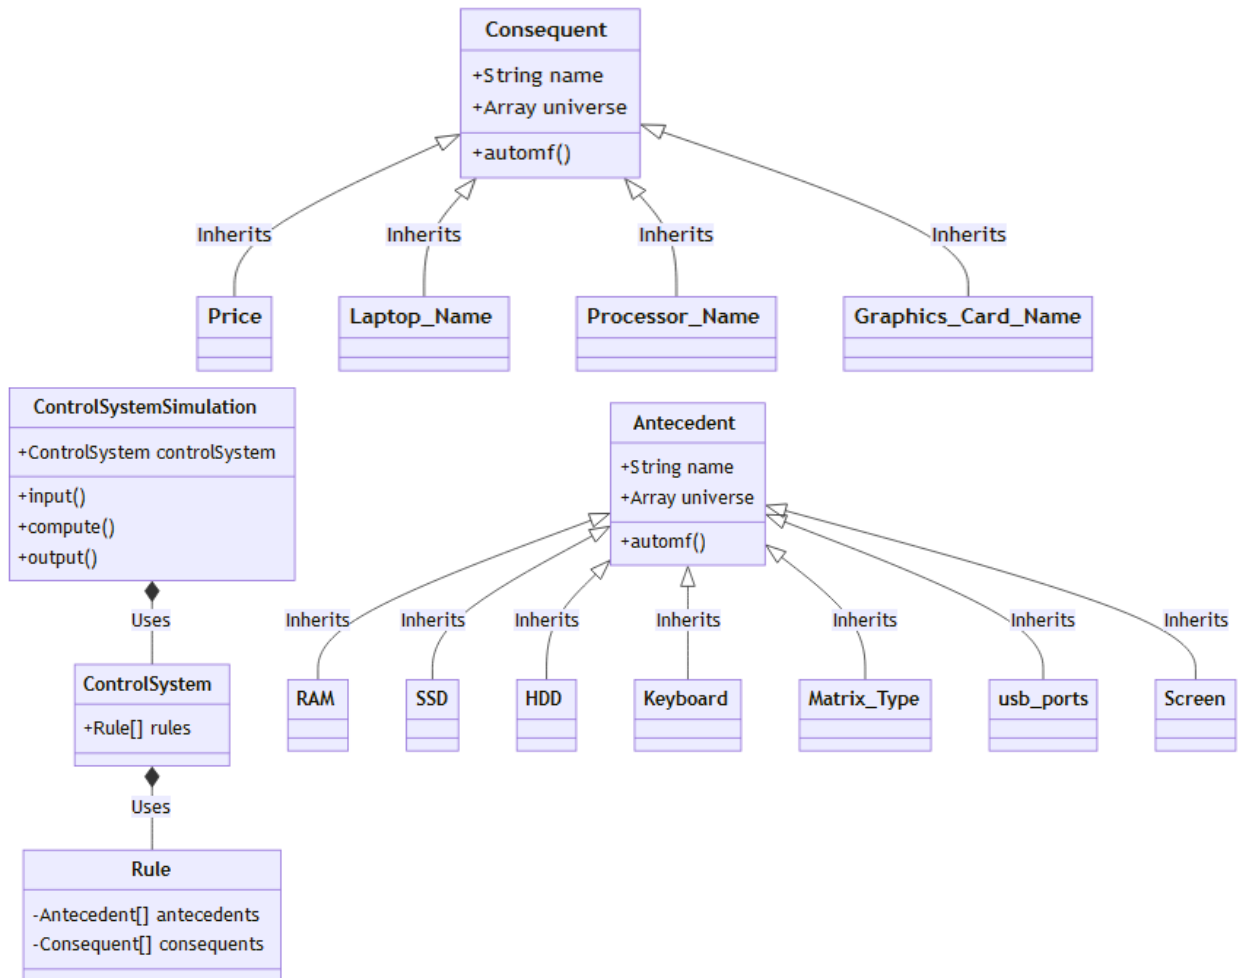 Consequent
+String name
+Array universe
+automf()
Inherits
Inherits
Inherits
Inherits
Price
Laptop_Name
Processor_Name
Graphics_Card_Name
ControlSystemSimulation
+ControlSystem controlSystem
+input()
+compute()
+output()
Uses
ControlSystem
+Rule[] rules
Uses
Rule
-Antecedent[] antecedents
-Consequent[] consequents
Antecedent
+String name
+Array universe
+automf()
Inherits
Inherits
Inherits
Inherits
Inherits
Inherits
Inherits
RAM
SSD
HDD
Keyboard
Matrix_Type
usb_ports
Screen